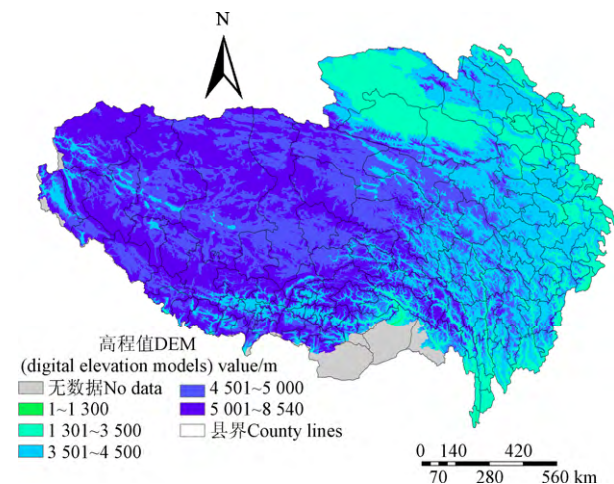 N
高程值DEM
(digital elevation models) value/m
无数据No data
1~1 300
1 301~3 500
3 501~4 500
4 501~5 000
5 001~8 540
县界County lines
0 140 420
70 280 560 km